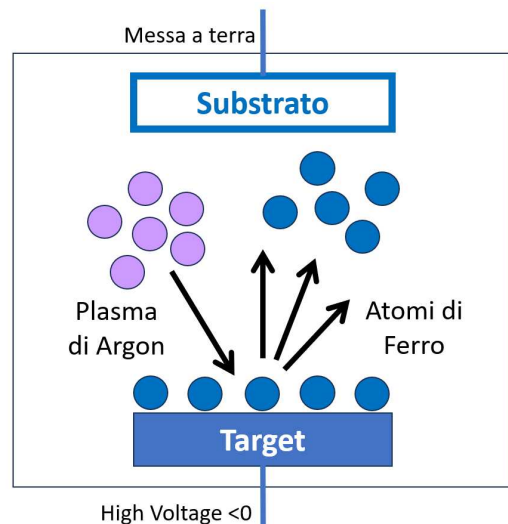 Messa a terra
Substrato
Plasma
di Argon
Atomi di
Ferro
Target
High Voltage <0